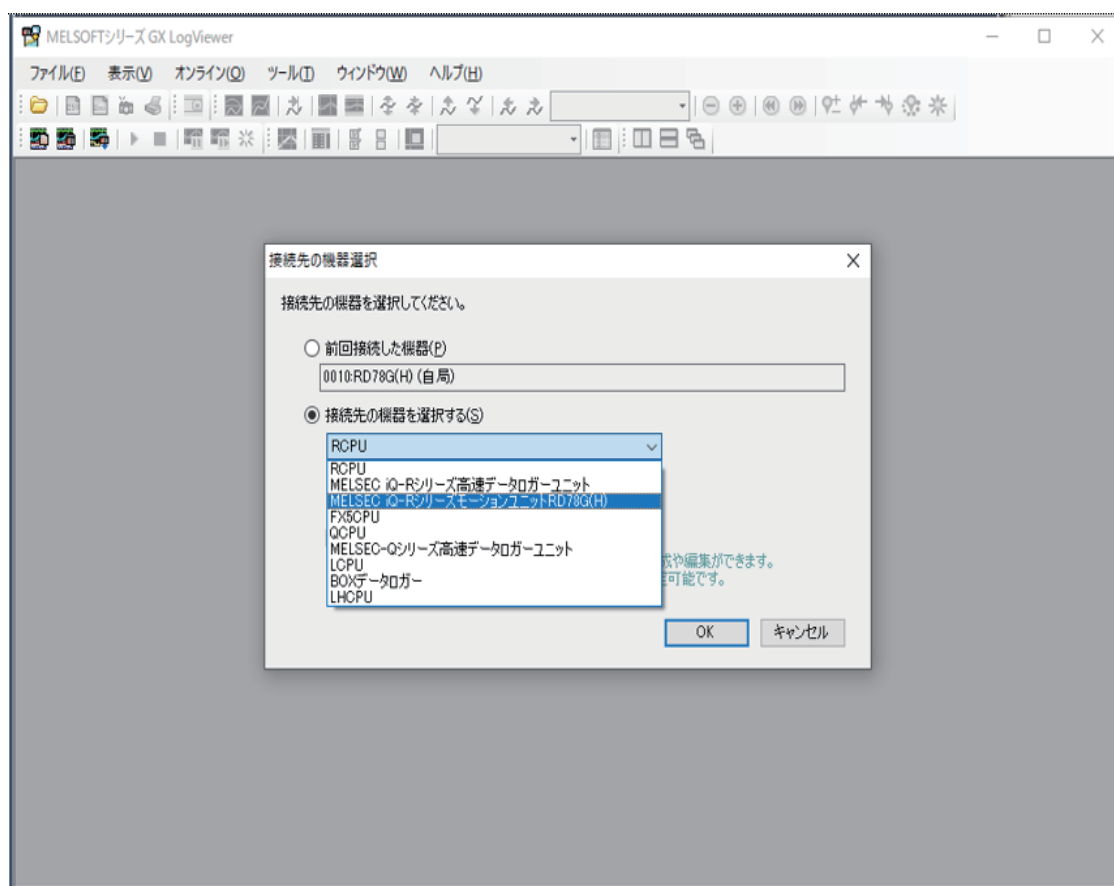 MELSOFTシリーズ GX LogViewer
ファイル(F) 表示(V) オンライン(O) ツール(T) ウィンドウ(W) ヘルプ(H)
接続先の機器選択
接続先の機器を選択してください。
前回接続した機器(P)
0010:RD78G(H) (自局)
接続先の機器を選択する(S)
RCPU
RCPU
MELSEC iQ-Rシリーズ高速データロガーユニット
MELSEC iQ-RシリーズモーションユニットRD78G(H)
FX5CPU
QCPU
MELSEC-Qシリーズ高速データロガーユニット
や編集ができます。
LCPU
BOXデータロガー
可能です。
LHCPU
OK キャンセル